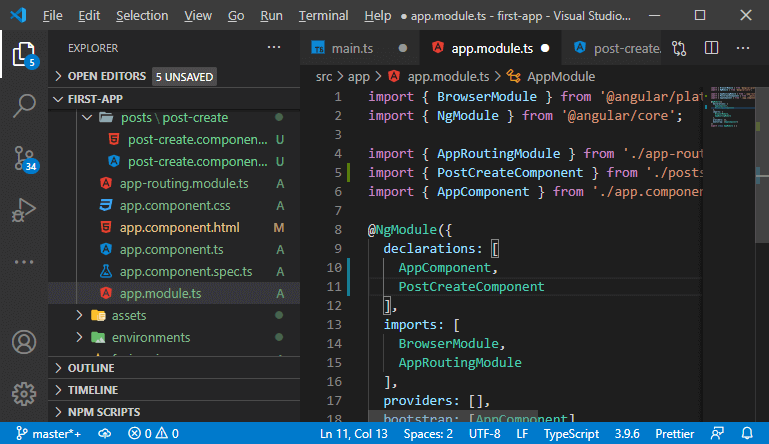 File Edit Selection View Go Run Terminal Help ● app.module.ts - first-app - Visual Studio...
EXPLORER
OPEN EDITORS 5 UNSAVED
FIRST-APP
posts \ post-create
post-create.componen... U
post-create.componen... U
app-routing.module.ts A
app.component.css A
app.component.html M
app.component.ts A
app.component.spec.ts A
app.module.ts A
assets
environments
OUTLINE
TIMELINE
NPM SCRIPTS
5
34
main.ts ● app.module.ts ● post-create.
src > app > app.module.ts > AppModule
1 import { BrowserModule } from '@angular/pla
2 import { NgModule } from '@angular/core';
3
4 import { AppRoutingModule } from './app-rou
5 import { PostCreateComponent } from './posts
6 import { AppComponent } from './app.componen
7
8 @NgModule({
9 declarations: [
10 AppComponent,
11 PostCreateComponent
12 ],
13 imports: [
14 BrowserModule,
15 AppRoutingModule
16 ],
17 providers: [],
18 bootstrap: [AppComponent]
master*+ 0 0 Ln 11, Col 13 Spaces: 2 UTF-8 LF TypeScript 3.9.6 Prettier